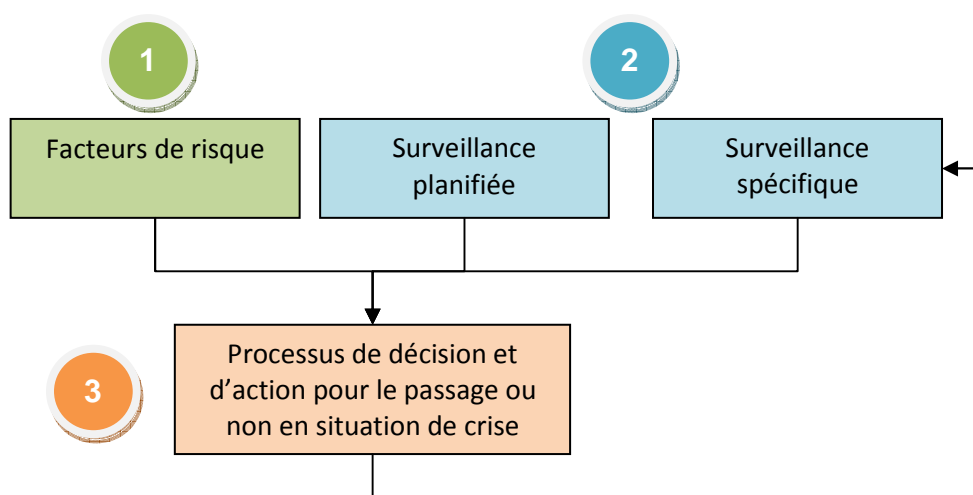 1
2
Facteurs de risque
Surveillance
planifiée
Surveillance
spécifique
3
Processus de décision et
d’action pour le passage ou
non en situation de crise